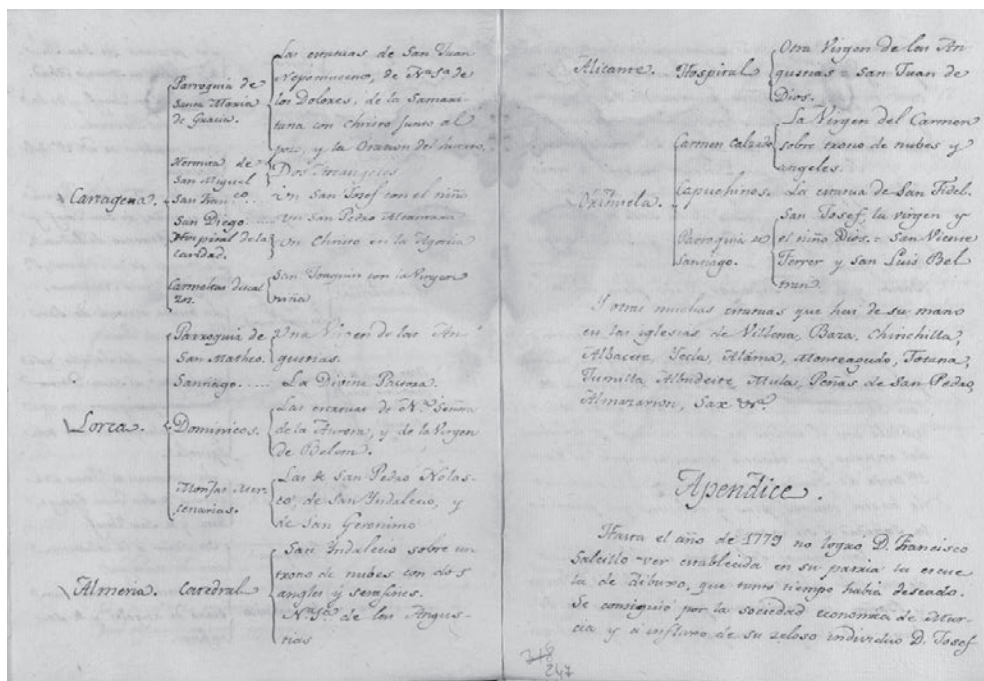 Cartagena.
Parroquia de
Santa Maria
de Gracia.
Las estatuas de San Juan
Nepomuceno, de Nª Sª de
los Dolores, de la Samari-
tana con christo junto al
pozo, y la Oracion del huerto.
Hermita de
San Miguel
Dos Arcangeles
San Franco.
Un San Josef con el niño
San Diego. ....
Un San Pedro Alcantara
Hospital de la
caridad.
Un Christo en la Agonia
Carmelitas descal
zos.
San Joaquin con la Virgen
niña
Lorca.
Parroqui de
San Matheo.
Una Virgen de las An-
gustias.
Santiago. ....
La Divina Pastora.
Dominicos.
Las estatuas de N.ª Señora
de la Aurora, y de la Virgen
de Belem.
Monjas Mer-
cenarias.
Las de San Pedro Nolas-
co, de San Yndalecio, y
de San Geronimo
Almeria.
Catedral
San Yndalecio sobre un
trono de nubes con dos
angles y serafines.
Nª Sª de las Angus-
tias
Alicante.
Hospital
Otra Virgen de las An
gustias = San Juan de
Dios.
Orihuela.
Carmen Calzado
La Virgen del Carmen
sobre trono de nubes y
angeles.
Capuchinos.
La estatua de San Fidel.
Parroquia de
Santiago.
San Josef, la virgen y
el niño Dios. = San Vicente
Ferrer y San Luis Bel
tran.
Y otras muchas estatuas que hai de su mano
en las iglesias de Villena, Baza, Chinchilla,
Albacete, Yecla, Aláma, Monteagudo, Totana,
Jumilla, Albudeite, Mula, Peñas de San Pedro,
Almazarron, Sax &ª.
Apendice.
Hasta el año de 1779 no logró D. Francisco
Salcillo ver establecida en su patria la escue
la de dibuxo, que tanto tiempo habia deseado.
Se consiguió por la sociedad economica de Mur-
cia y a influxo de su zeloso individuo D. Josef
247